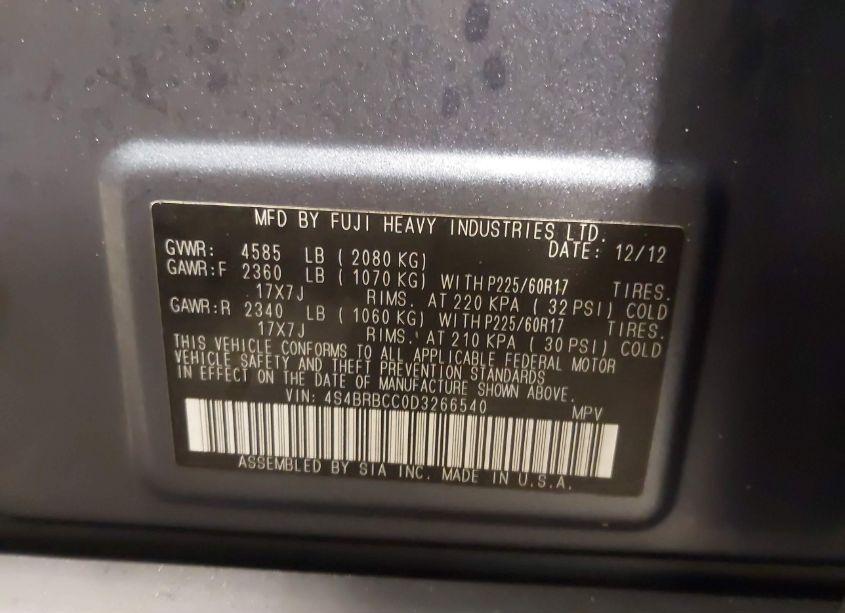 MFD BY FUJI HEAVY INDUSTRIES LTD.
GVWR: 4585 LB ( 2080 KG) DATE: 12/12
GAWR:F 2360 LB ( 1070 KG) WITH P225/60R17 TIRES.
17X7J RIMS. AT 220 KPA ( 32 PSI) COLD
GAWR:R 2340 LB ( 1060 KG) WITH P225/60R17 TIRES.
17X7J RIMS. AT 210 KPA ( 30 PSI) COLD
THIS VEHICLE CONFORMS TO ALL APPLICABLE FEDERAL MOTOR
VEHICLE SAFETY AND THEFT PREVENTION STANDARDS
IN EFFECT ON THE DATE OF MANUFACTURE SHOWN ABOVE.
VIN: 4S4BRBCC0D3266540 MPV
ASSEMBLED BY SIA INC. MADE IN U.S.A.